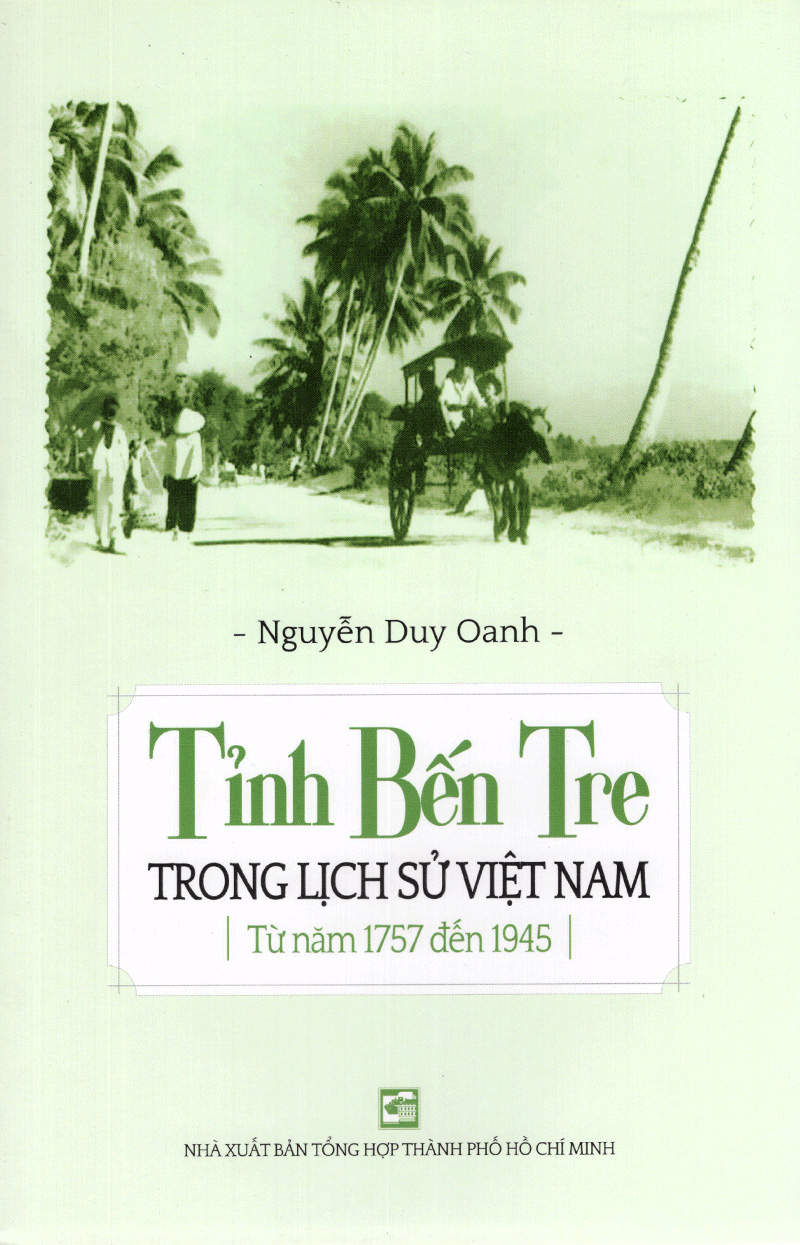 - Nguyễn Duy Oanh -
Tỉnh Bến Tre
TRONG LỊCH SỬ VIỆT NAM
| Từ năm 1757 đến 1945 |
NHÀ XUẤT BẢN TỔNG HỢP THÀNH PHỐ HỒ CHÍ MINH